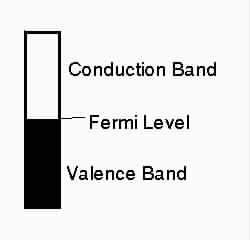 Conduction Band
Fermi Level
Valence Band